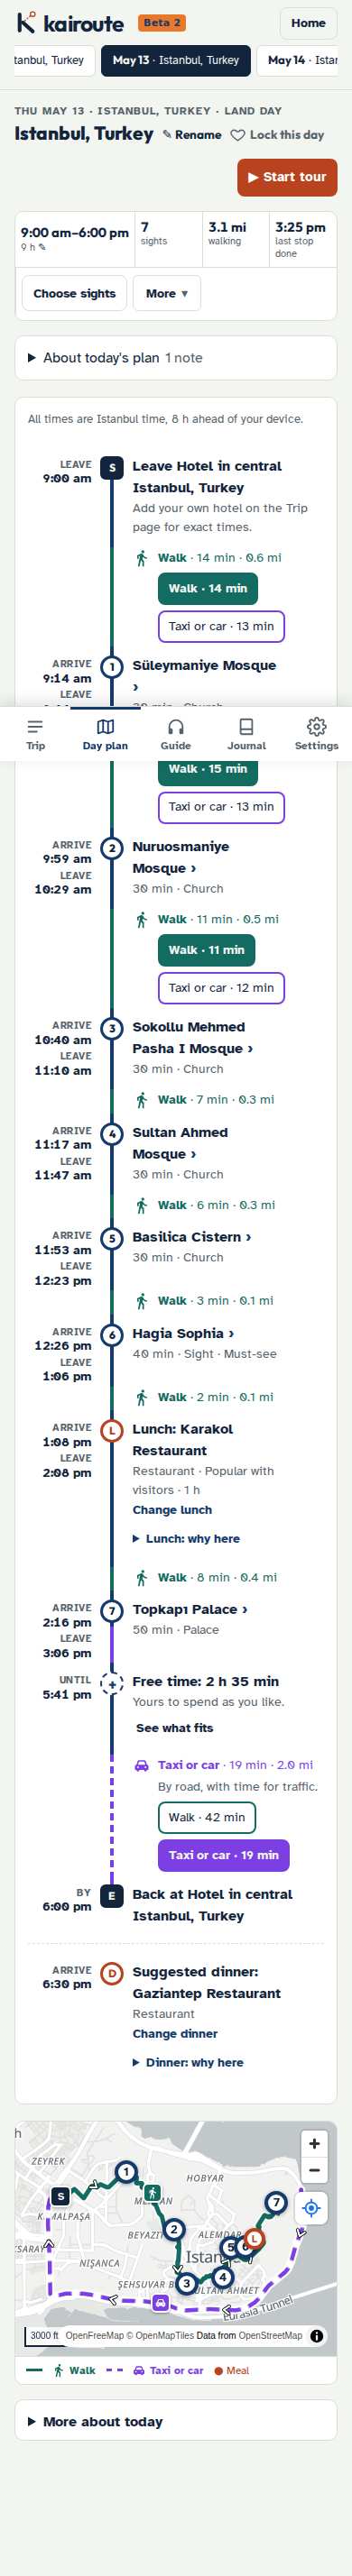 kairoute Beta 2 Home
tanbul, Turkey May 13 · Istanbul, Turkey May 14 · Istan
THU MAY 13 · ISTANBUL, TURKEY · LAND DAY
Istanbul, Turkey ✎ Rename ♡ Lock this day
▶ Start tour
9:00 am–6:00 pm 7 3.1 mi 3:25 pm
9 h ✎ sights walking last stop
done
Choose sights More ▾
▶ About today's plan 1 note
All times are Istanbul time, 8 h ahead of your device.
LEAVE S Leave Hotel in central
9:00 am Istanbul, Turkey
Add your own hotel on the Trip
page for exact times.
Walk · 14 min · 0.6 mi
Walk · 14 min
Taxi or car · 13 min
ARRIVE 1 Süleymaniye Mosque
9:14 am ›
LEAVE
Trip Day plan Guide Journal Settings
Walk · 15 min
Taxi or car · 13 min
ARRIVE 2 Nuruosmaniye
9:59 am Mosque ›
LEAVE 30 min · Church
10:29 am
Walk · 11 min · 0.5 mi
Walk · 11 min
Taxi or car · 12 min
ARRIVE 3 Sokollu Mehmed
10:40 am Pasha I Mosque ›
LEAVE 30 min · Church
11:10 am
Walk · 7 min · 0.3 mi
ARRIVE 4 Sultan Ahmed
11:17 am Mosque ›
LEAVE 30 min · Church
11:47 am
Walk · 6 min · 0.3 mi
ARRIVE 5 Basilica Cistern ›
11:53 am 30 min · Church
LEAVE
12:23 pm
Walk · 3 min · 0.1 mi
ARRIVE 6 Hagia Sophia ›
12:26 pm 40 min · Sight · Must-see
LEAVE
1:06 pm
Walk · 2 min · 0.1 mi
ARRIVE L Lunch: Karakol
1:08 pm Restaurant
LEAVE Restaurant · Popular with
2:08 pm visitors · 1 h
Change lunch
▶ Lunch: why here
Walk · 8 min · 0.4 mi
ARRIVE 7 Topkapı Palace ›
2:16 pm 50 min · Palace
LEAVE
3:06 pm
UNTIL + Free time: 2 h 35 min
5:41 pm Yours to spend as you like.
See what fits
Taxi or car · 19 min · 2.0 mi
By road, with time for traffic.
Walk · 42 min
Taxi or car · 19 min
BY E Back at Hotel in central
6:00 pm Istanbul, Turkey
ARRIVE D Suggested dinner:
6:30 pm Gaziantep Restaurant
Restaurant
Change dinner
▶ Dinner: why here
h
ZEYREK 1 HOBYAR
S 7
2 ALEMDAR L
5 6
NIŞANCA
3 4
Eurasia Tunnel
3000 ft OpenFreeMap © OpenMapTiles Data from OpenStreetMap
Walk Taxi or car Meal
▶ More about today